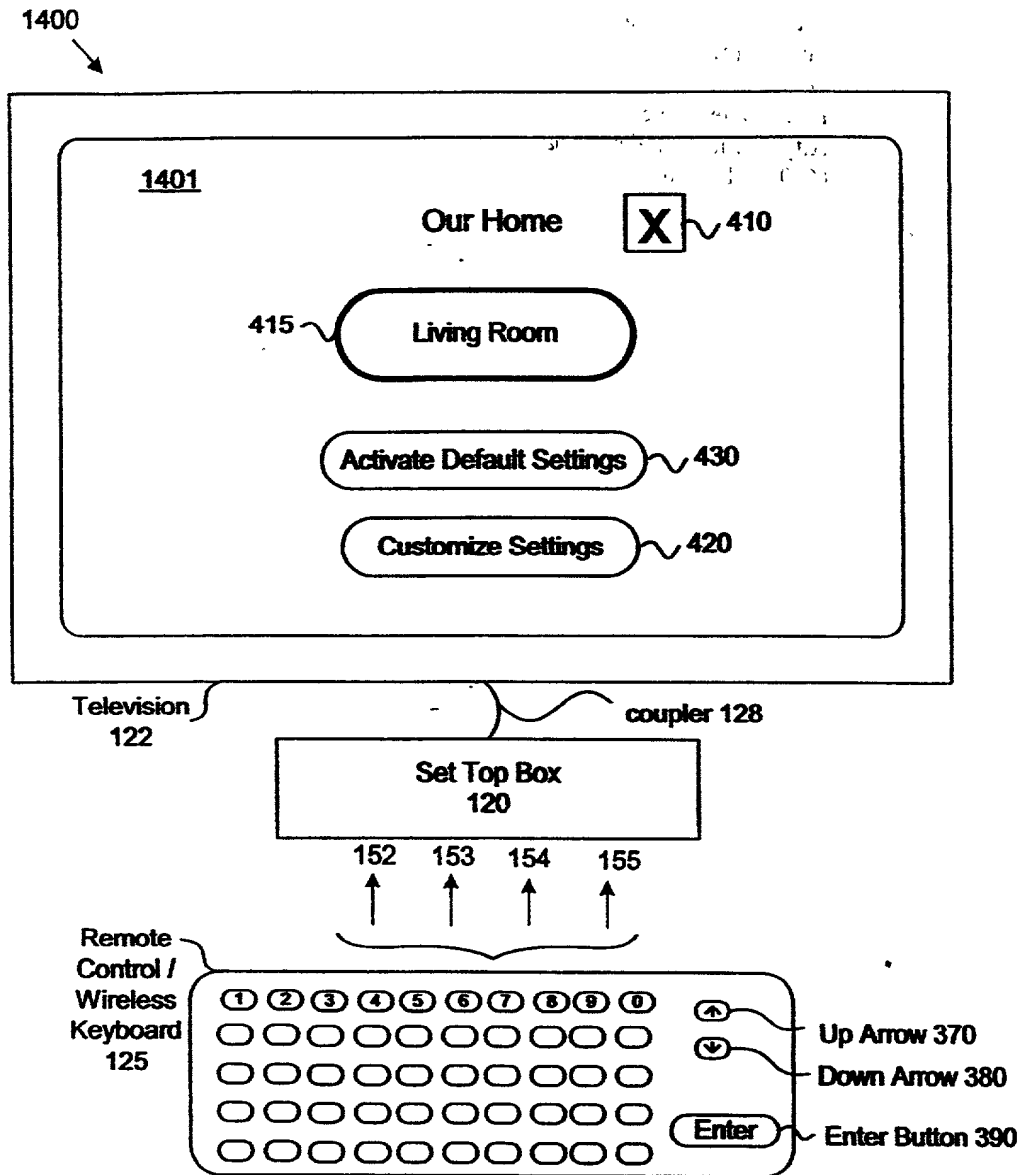 1400
1401
Our Home
X
410
415
Living Room
Activate Default Settings
430
Customize Settings
420
Television
122
coupler 128
Set Top Box
120
152 153 154 155
Remote
Control /
Wireless
Keyboard
125
1 2 3 4 5 6 7 8 9 0
Up Arrow 370
Down Arrow 380
Enter
Enter Button 390